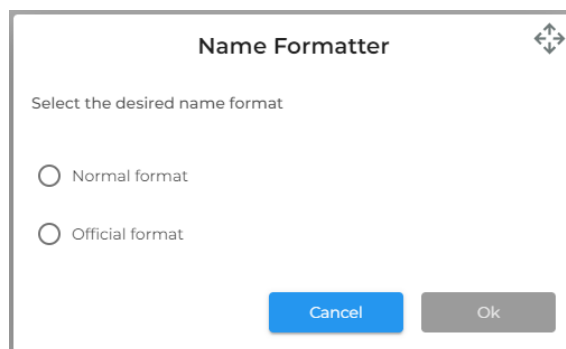 Name Formatter
Select the desired name format
Normal format
Official format
Cancel Ok